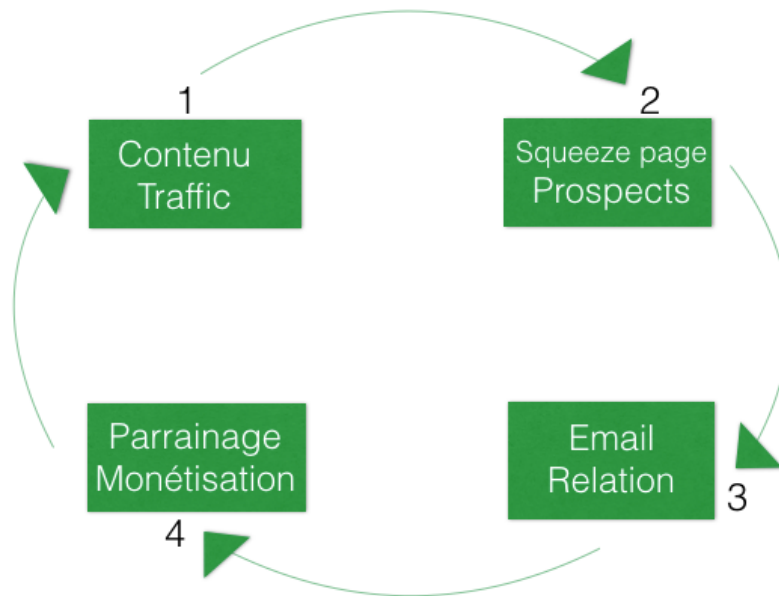 1
Contenu
Traffic
2
Squeeze page
Prospects
3
Email
Relation
4
Parrainage
Monétisation